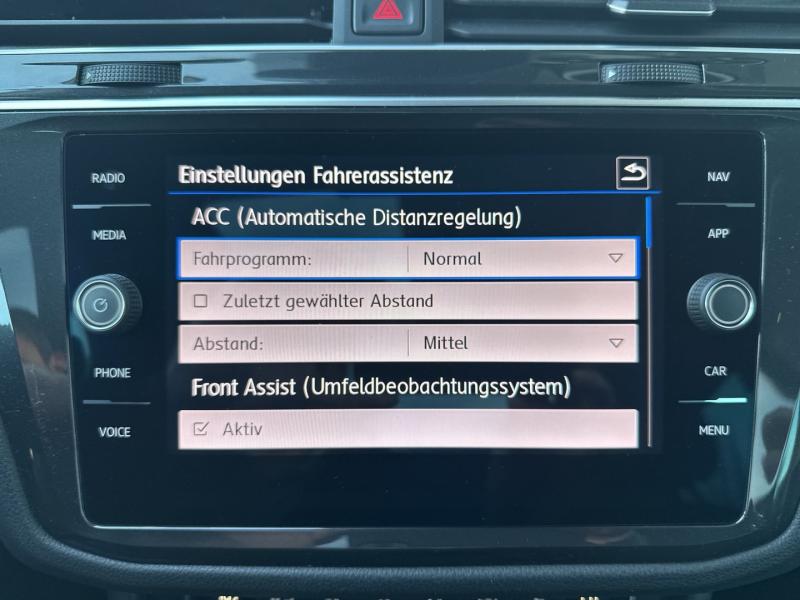 Einstellungen Fahrerassistenz
RADIO
NAV
ACC (Automatische Distanzregelung)
MEDIA
APP
Fahrprogramm: Normal
Zuletzt gewählter Abstand
Abstand: Mittel
PHONE
CAR
Front Assist (Umfeldbeobachtungssystem)
Aktiv
VOICE
MENU